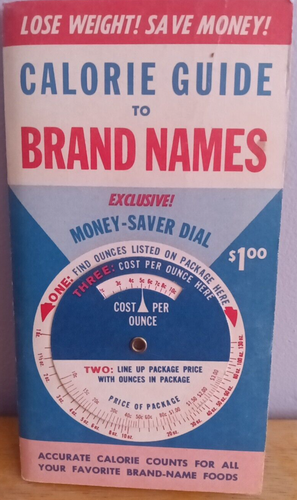 LOSE WEIGHT! SAVE MONEY!
CALORIE GUIDE
TO
BRAND NAMES
EXCLUSIVE!
MONEY-SAVER DIAL
$1.00
ONE: FIND OUNCES LISTED ON PACKAGE HERE
THREE: COST PER OUNCE HERE
COST PER
OUNCE
TWO: LINE UP PACKAGE PRICE
WITH OUNCES IN PACKAGE
PRICE OF PACKAGE
ACCURATE CALORIE COUNTS FOR ALL
YOUR FAVORITE BRAND-NAME FOODS